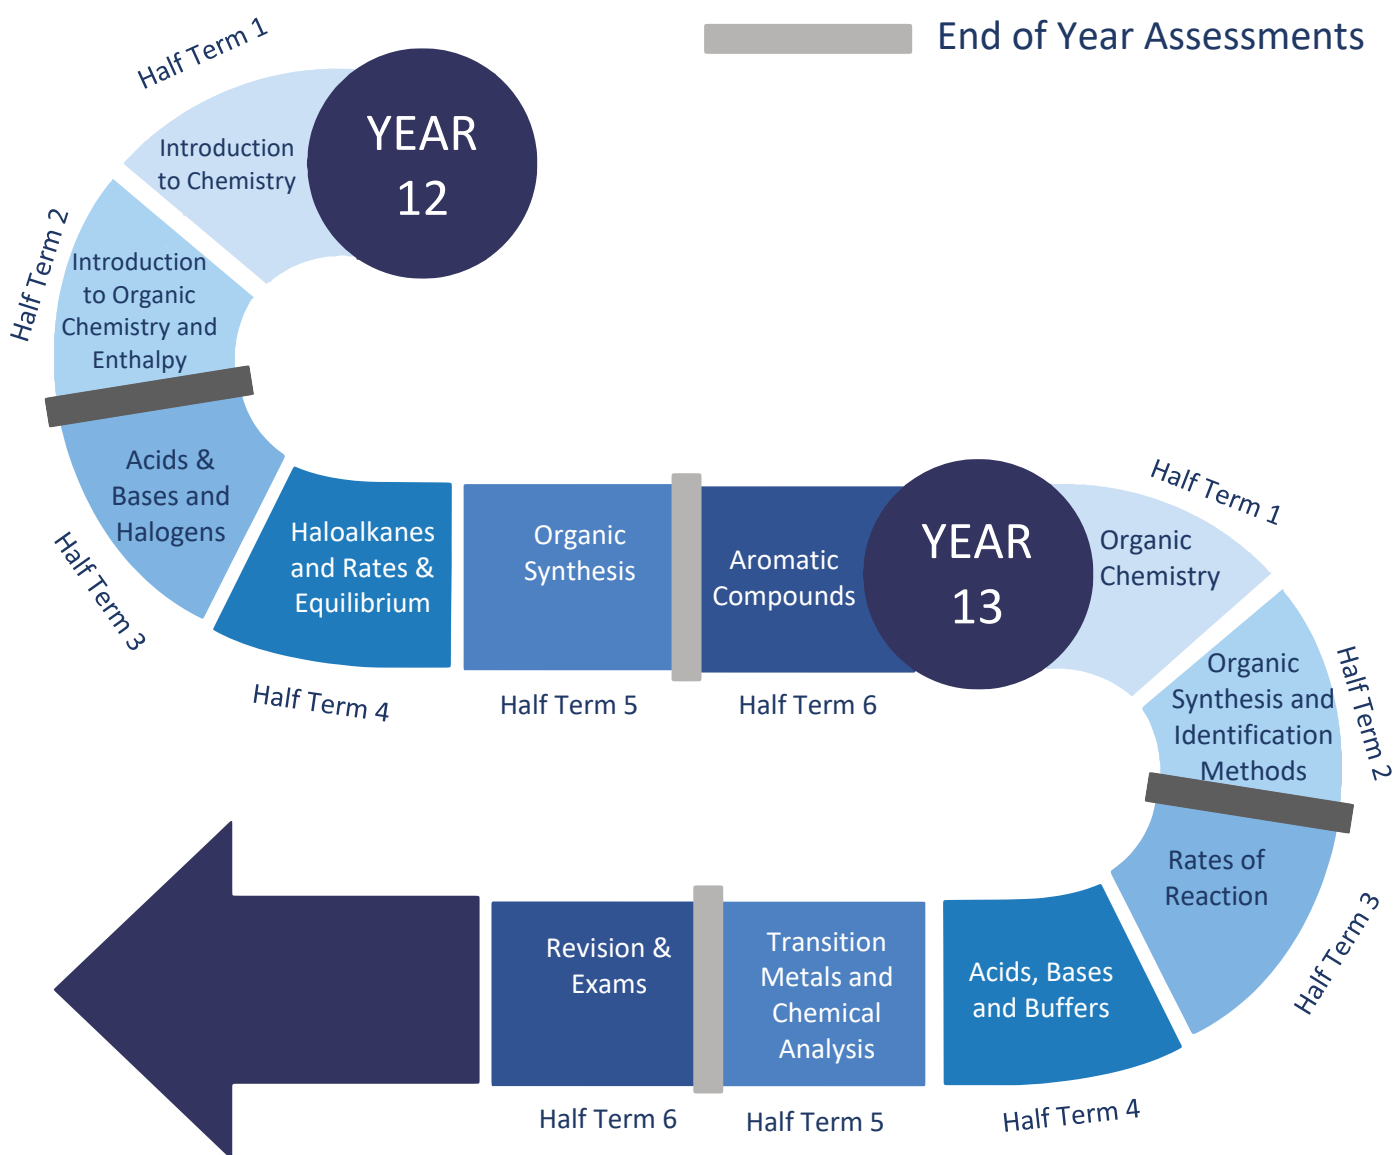 End of Year Assessments
Half Term 1
YEAR
12
Introduction
to Chemistry
Half Term 2
Introduction
to Organic
Chemistry and
Enthalpy
Acids &
Bases and
Halogens
Half Term 3
Haloalkanes
and Rates &
Equilibrium
Half Term 4
Organic
Synthesis
Half Term 5
Aromatic
Compounds
Half Term 6
YEAR
13
Half Term 1
Organic
Chemistry
Organic
Synthesis and
Identification
Methods
Half Term 2
Rates of
Reaction
Half Term 3
Acids, Bases
and Buffers
Half Term 4
Transition
Metals and
Chemical
Analysis
Half Term 5
Revision &
Exams
Half Term 6